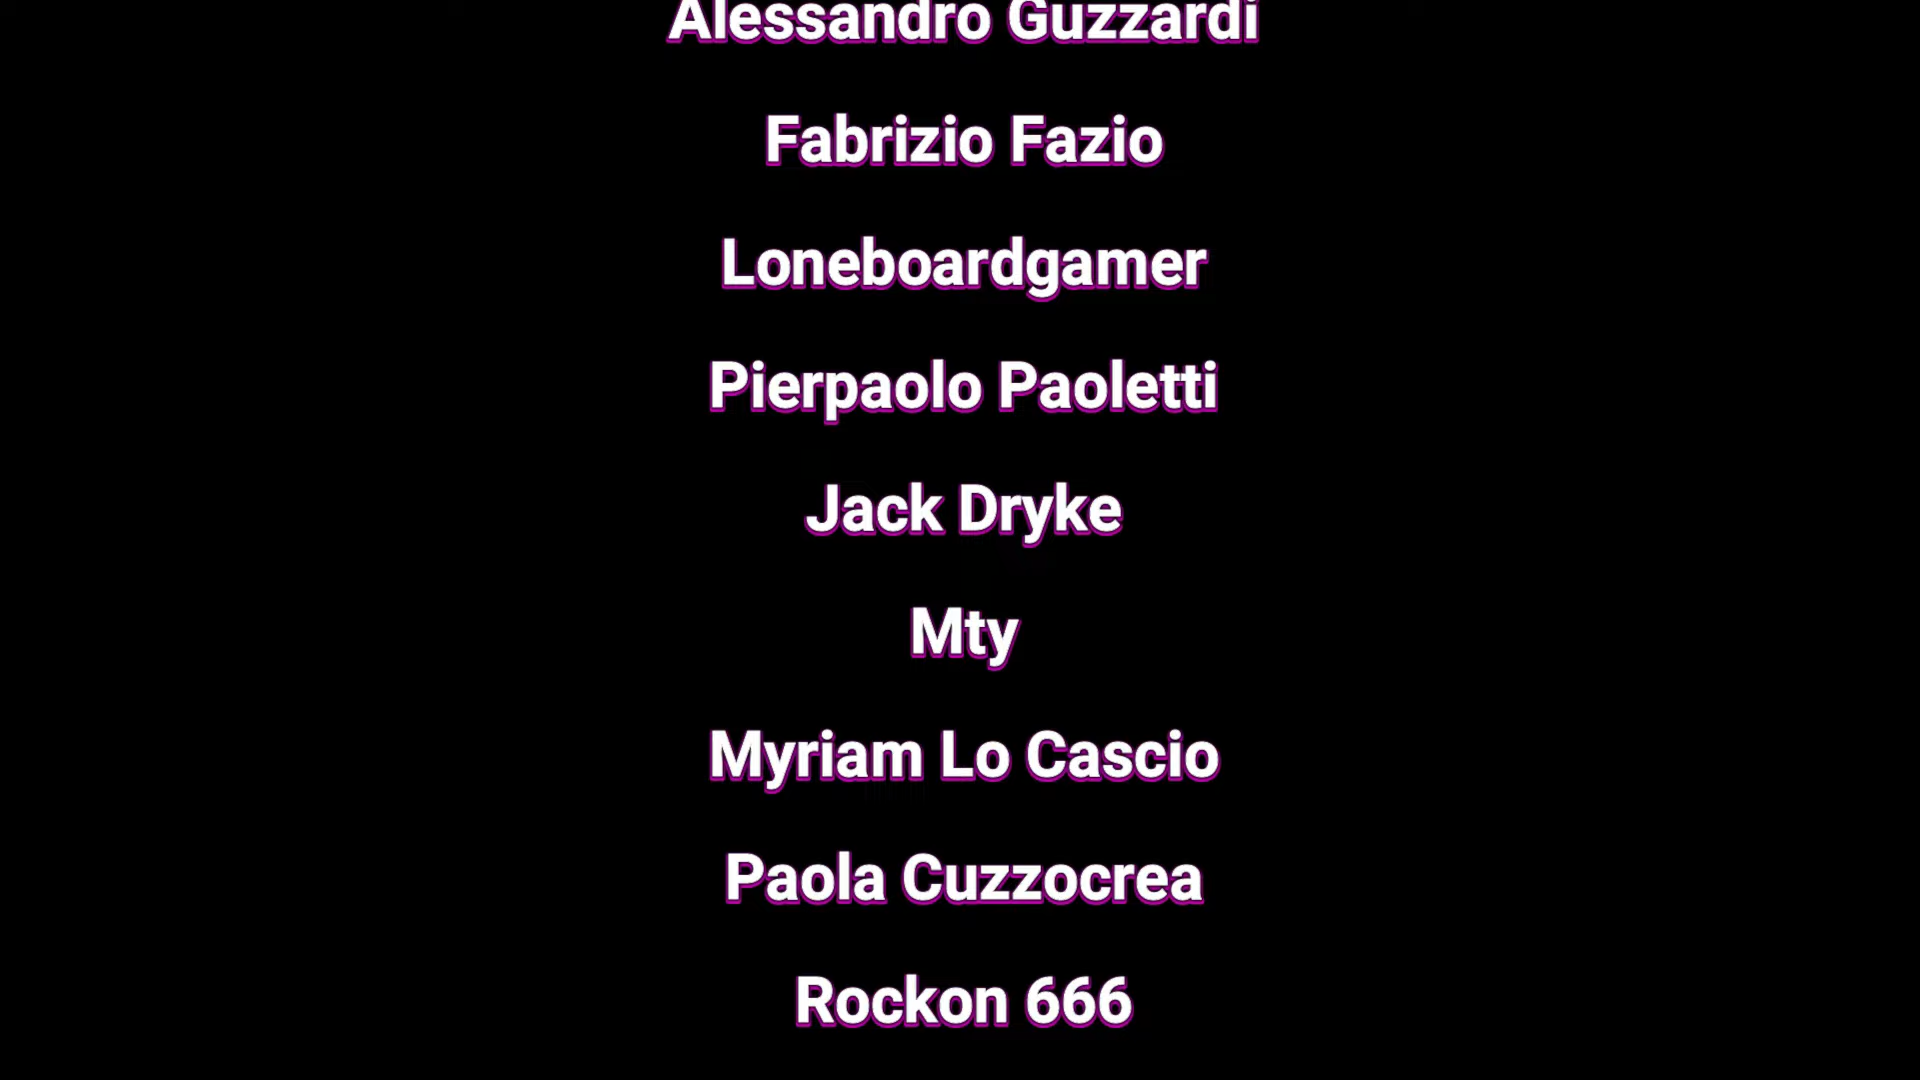 Alessandro Guzzardi
Fabrizio Fazio
Loneboardgamer
Pierpaolo Paoletti
Jack Dryke
Mty
Myriam Lo Cascio
Paola Cuzzocrea
Rockon 666